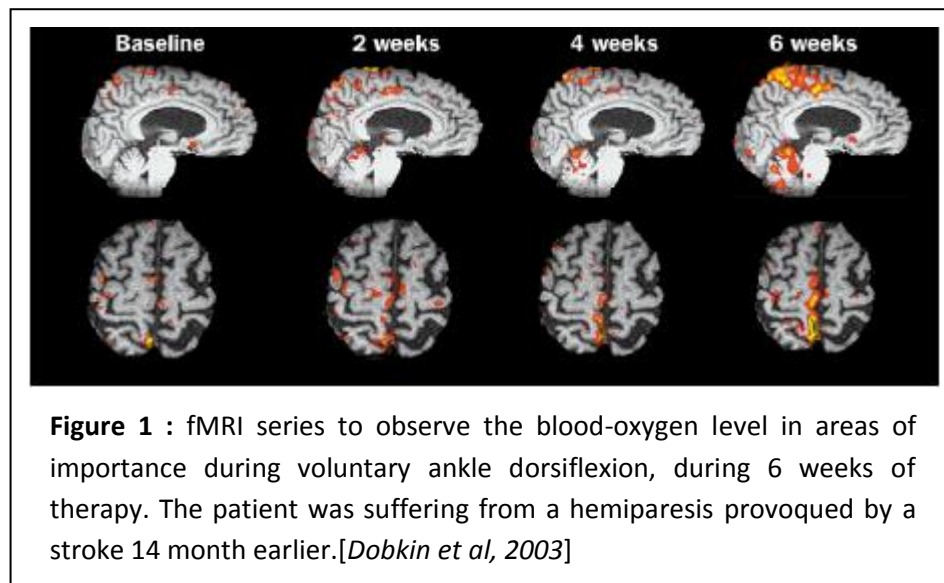 Baseline 2 weeks 4 weeks 6 weeks
Figure 1 : fMRI series to observe the blood-oxygen level in areas of
importance during voluntary ankle dorsiflexion, during 6 weeks of
therapy. The patient was suffering from a hemiparesis provoqued by a
stroke 14 month earlier.[Dobkin et al, 2003]